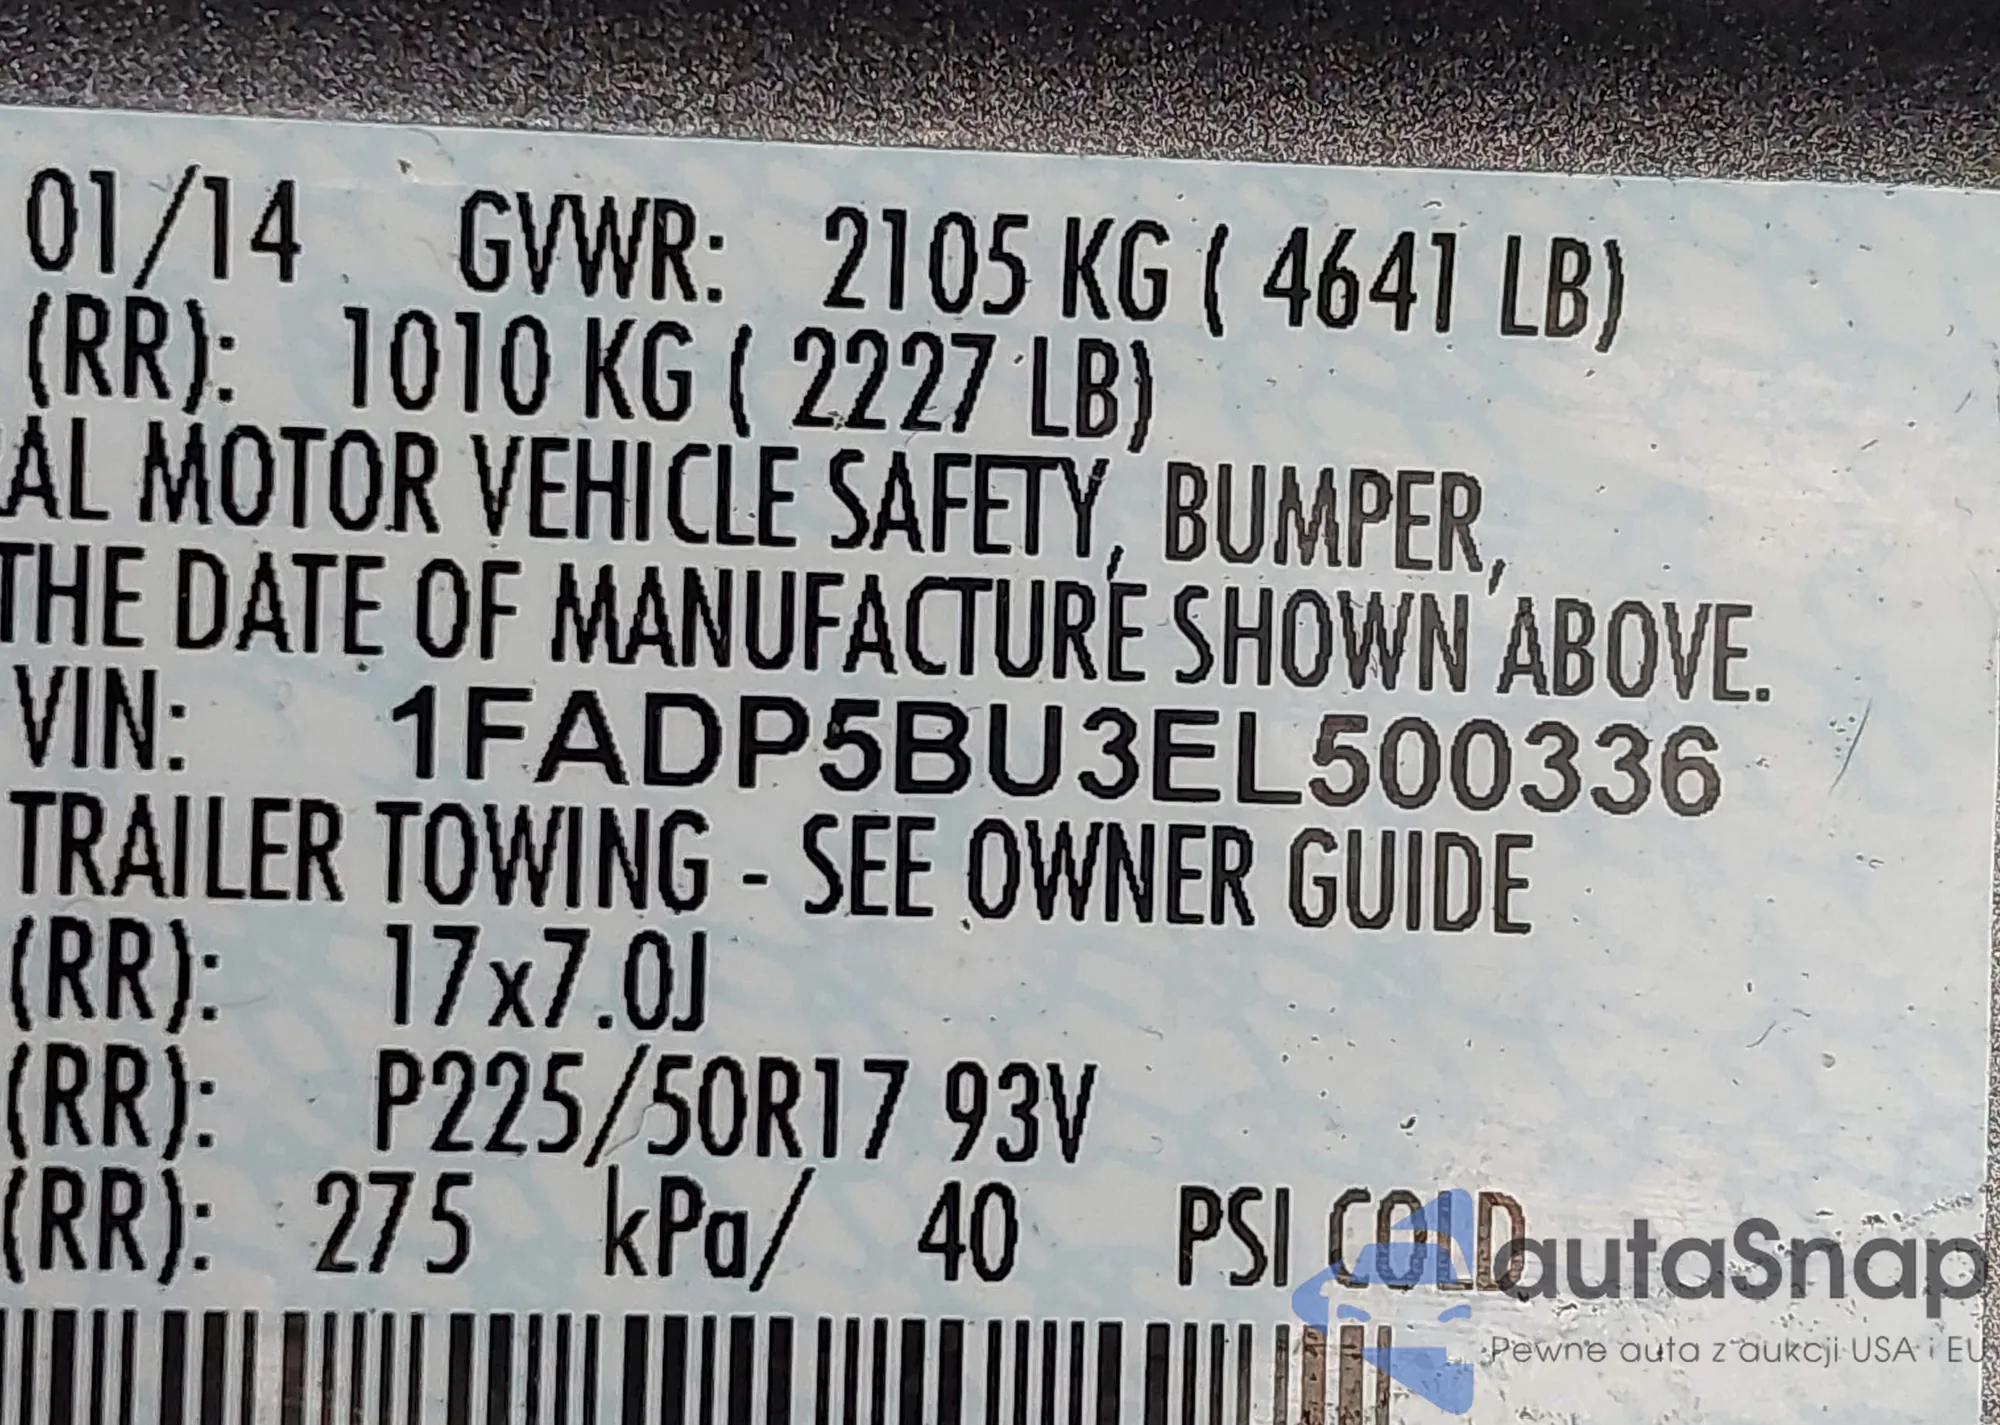 01/14 GVWR: 2105 KG ( 4641 LB)
(RR): 1010 KG ( 2227 LB)
AL MOTOR VEHICLE SAFETY, BUMPER,
THE DATE OF MANUFACTURE SHOWN ABOVE.
VIN: 1FADP5BU3EL500336
TRAILER TOWING - SEE OWNER GUIDE
(RR): 17x7.0J
(RR): P225/50R17 93V
(RR): 275 kPa/ 40 PSI COLD
autaSnap
Pewne auta z aukcji USA i EU